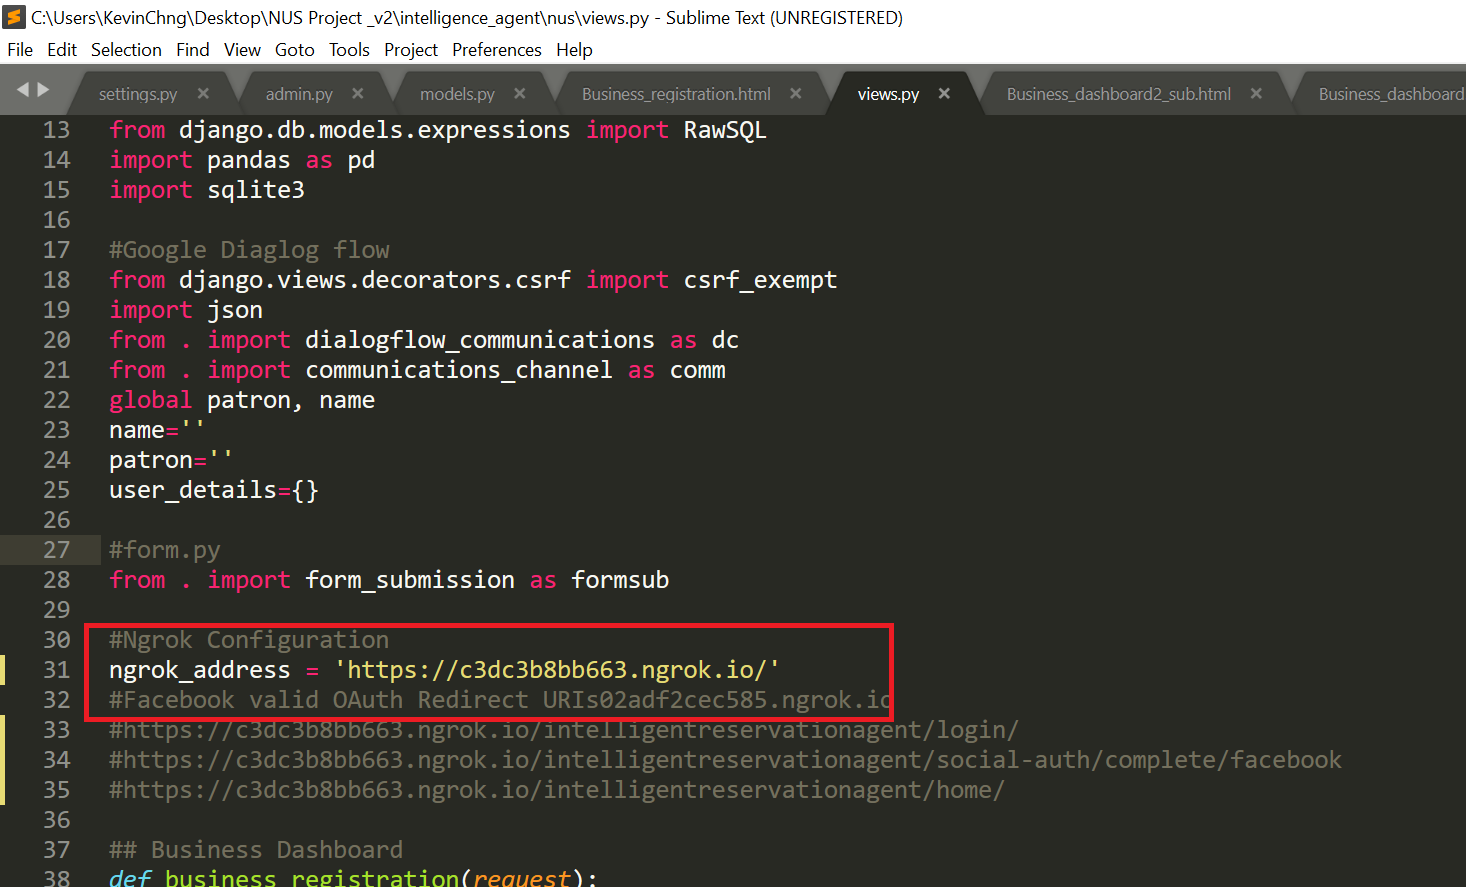 C:\Users\KevinChng\Desktop\NUS Project _v2\intelligence_agent\nus\views.py - Sublime Text (UNREGISTERED)
File Edit Selection Find View Goto Tools Project Preferences Help
settings.py × admin.py × models.py × Business_registration.html × views.py × Business_dashboard2_sub.html × Business_dashboard
13 from django.db.models.expressions import RawSQL
14 import pandas as pd
15 import sqlite3
16
17 #Google Diaglog flow
18 from django.views.decorators.csrf import csrf_exempt
19 import json
20 from . import dialogflow_communications as dc
21 from . import communications_channel as comm
22 global patron, name
23 name=''
24 patron=''
25 user_details={}
26
27 #form.py
28 from . import form_submission as formsub
29
30 #Ngrok Configuration
31 ngrok_address = 'https://c3dc3b8bb663.ngrok.io/'
32 #Facebook valid OAuth Redirect URIs02adf2cec585.ngrok.io
33 #https://c3dc3b8bb663.ngrok.io/intelligentreservationagent/login/
34 #https://c3dc3b8bb663.ngrok.io/intelligentreservationagent/social-auth/complete/facebook
35 #https://c3dc3b8bb663.ngrok.io/intelligentreservationagent/home/
36
37 ## Business Dashboard
38 def business_registration(request):